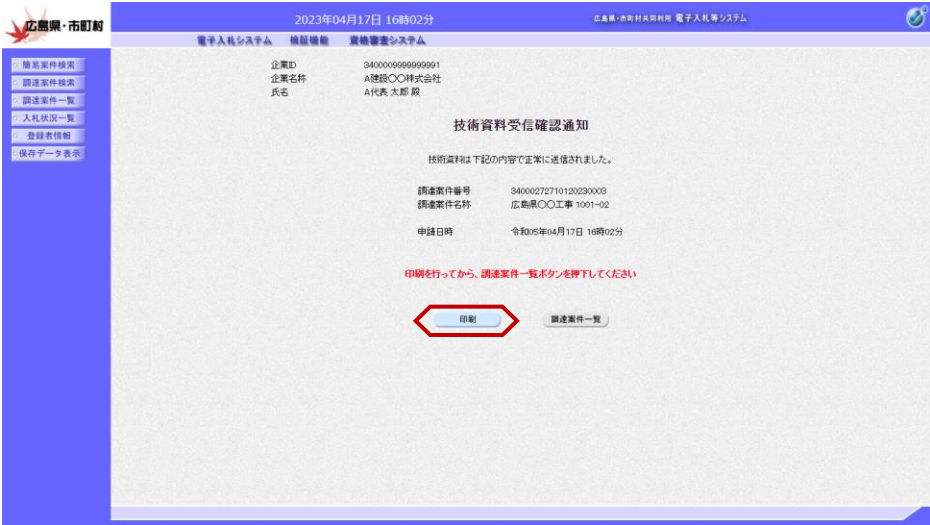 広島県・市町村
2023年04月17日 16時02分
広島県・市町村共同利用 電子入札等システム
電子入札システム 検証機能 資格審査システム
簡易案件検索
調達案件検索
調達案件一覧
入札状況一覧
登録者情報
保存データ表示
企業ID 3400009999999991
企業名称 A建設〇〇株式会社
氏名 A代表 太郎 殿
技術資料受信確認通知
技術資料は下記の内容で正常に送信されました。
調達案件番号 34000272710120230003
調達案件名称 広島県〇〇工事 1001-02
申請日時 令和05年04月17日 16時02分
印刷を行ってから、調達案件一覧ボタンを押下してください
印刷 調達案件一覧